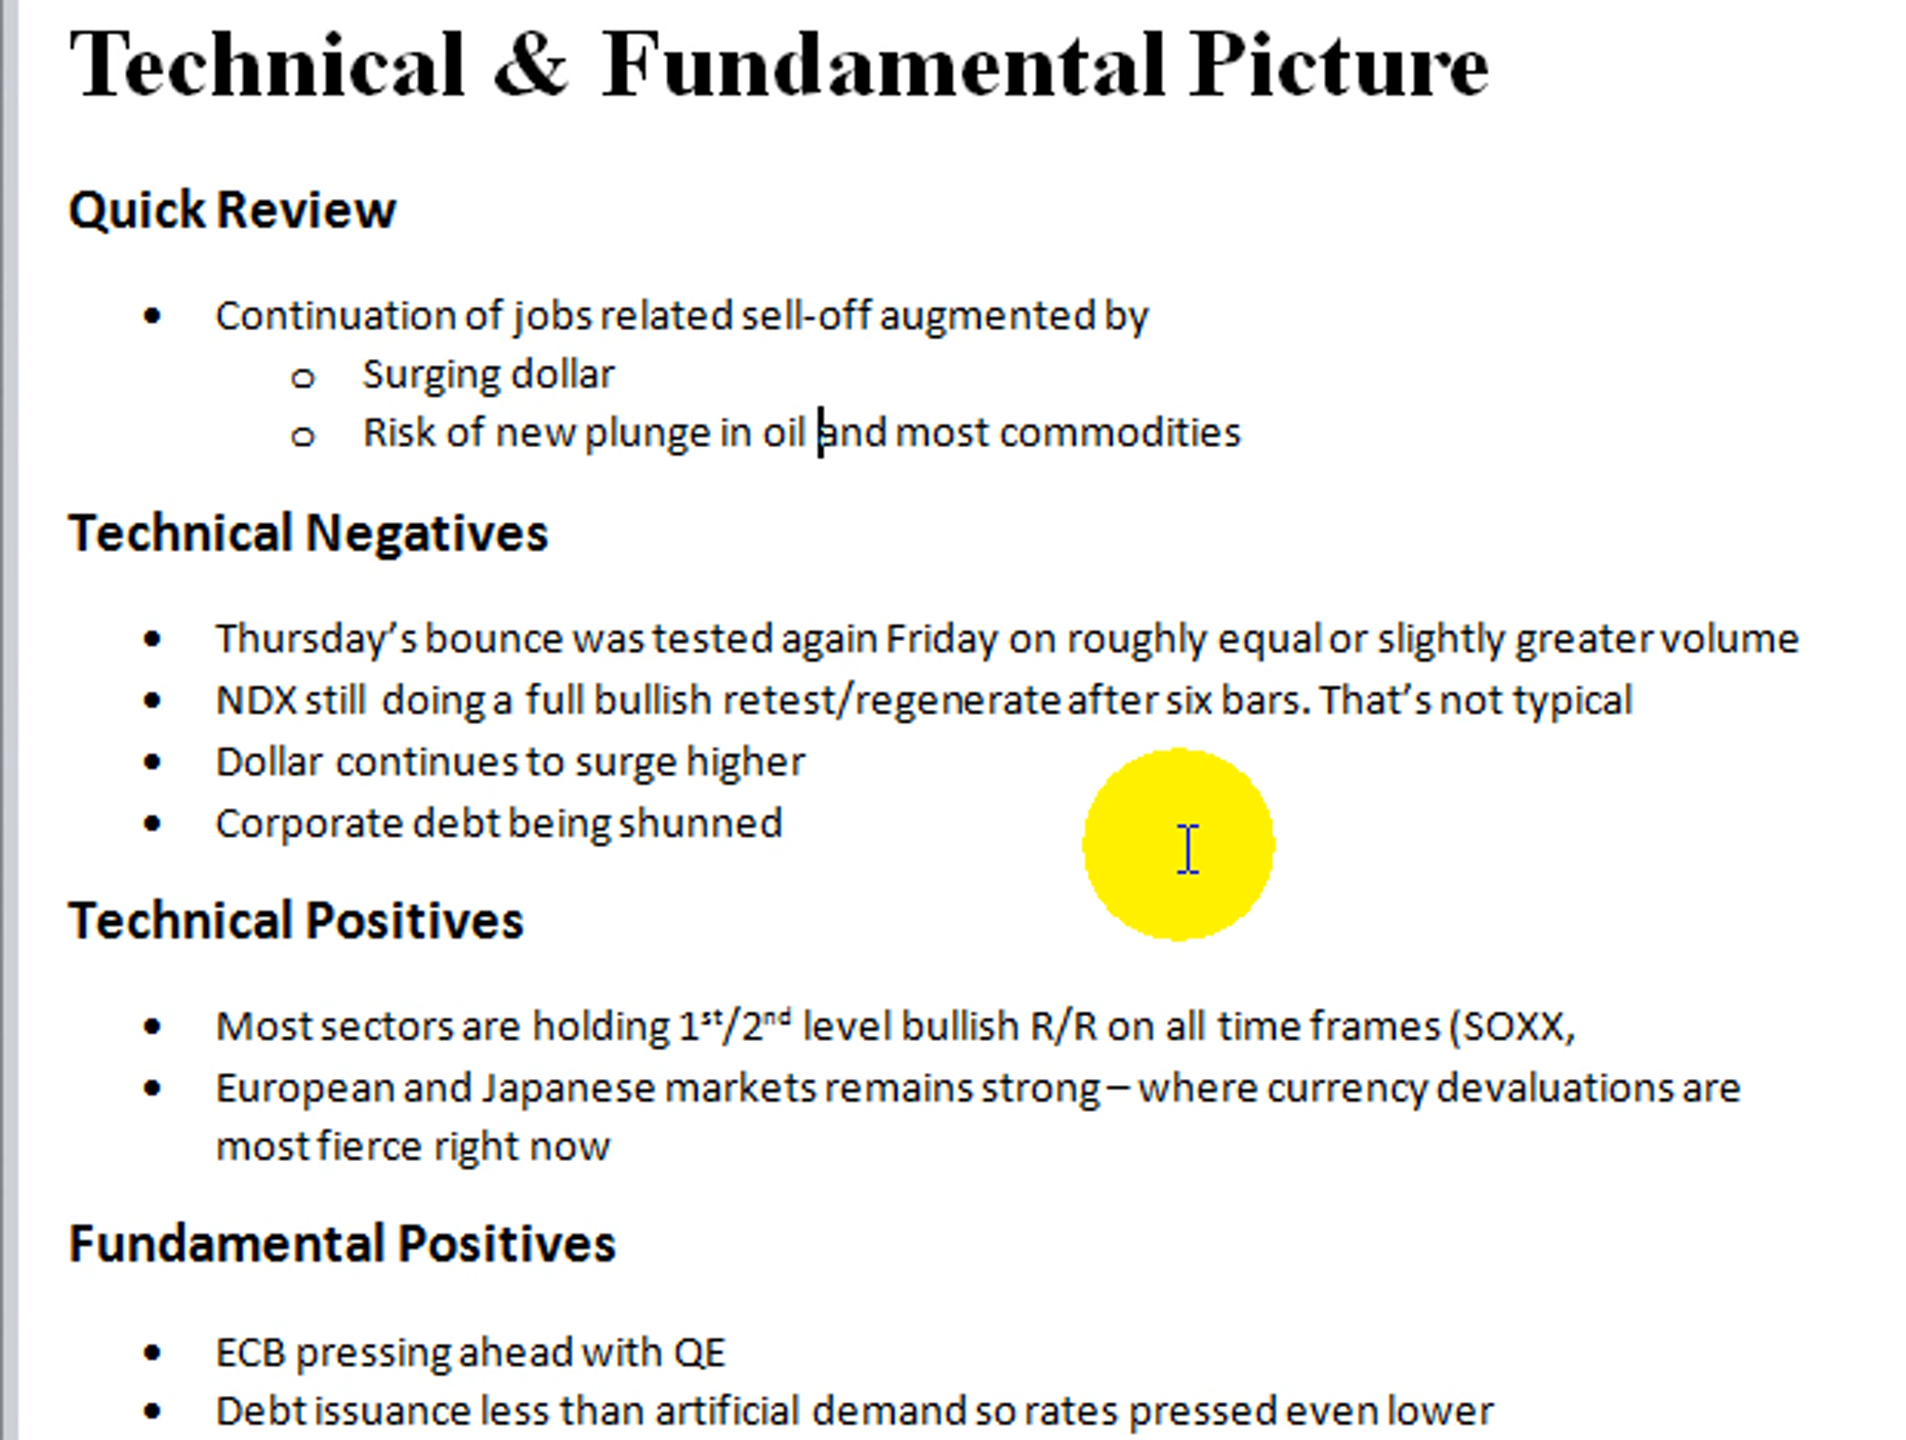 Technical & Fundamental Picture
Quick Review
• Continuation of jobs related sell-off augmented by
o Surging dollar
o Risk of new plunge in oil and most commodities
Technical Negatives
• Thursday’s bounce was tested again Friday on roughly equal or slightly greater volume
• NDX still doing a full bullish retest/regenerate after six bars. That’s not typical
• Dollar continues to surge higher
• Corporate debt being shunned
Technical Positives
• Most sectors are holding 1st/2nd level bullish R/R on all time frames (SOXX,
• European and Japanese markets remains strong – where currency devaluations are
most fierce right now
Fundamental Positives
• ECB pressing ahead with QE
• Debt issuance less than artificial demand so rates pressed even lower